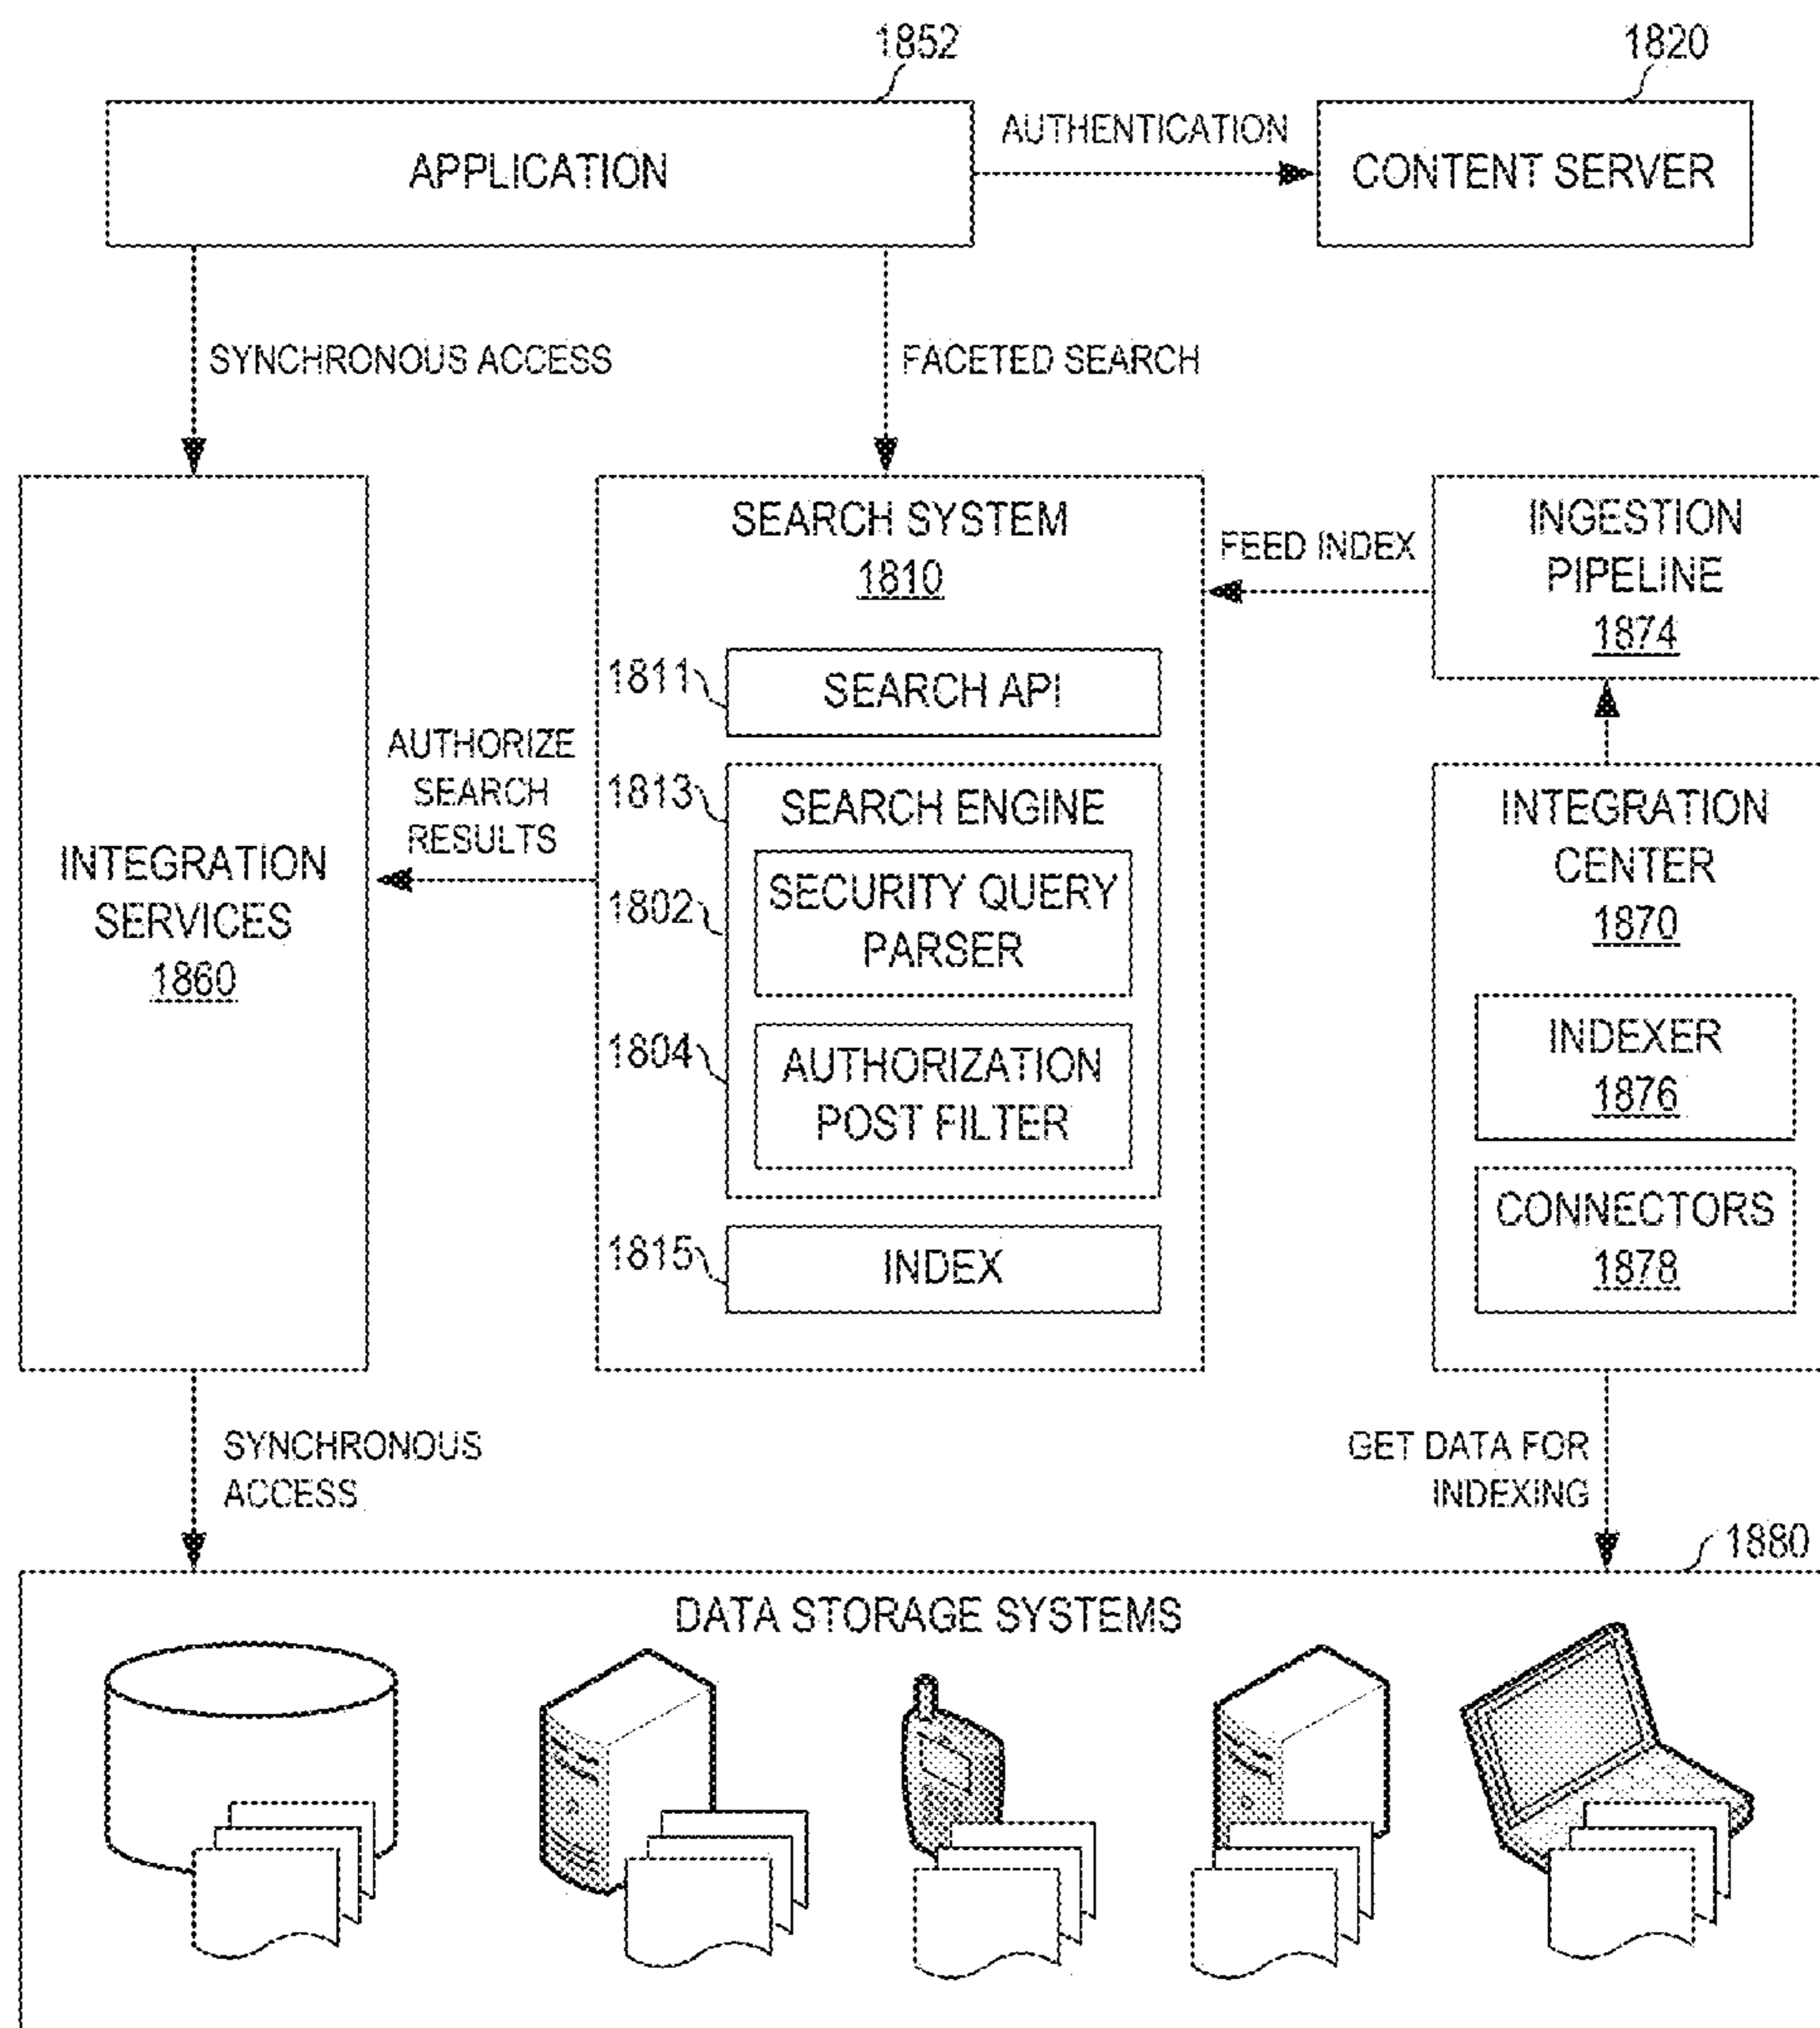 1852
1820
APPLICATION
AUTHENTICATION
CONTENT SERVER
SYNCHRONOUS ACCESS
FACETED SEARCH
SEARCH SYSTEM
1810
FEED INDEX
INGESTION
PIPELINE
1874
1811
SEARCH API
AUTHORIZE
SEARCH
RESULTS
1813
SEARCH ENGINE
1802
SECURITY QUERY
PARSER
1804
AUTHORIZATION
POST FILTER
1815
INDEX
INTEGRATION
SERVICES
1860
INTEGRATION
CENTER
1870
INDEXER
1876
CONNECTORS
1878
SYNCHRONOUS
ACCESS
GET DATA FOR
INDEXING
1880
DATA STORAGE SYSTEMS